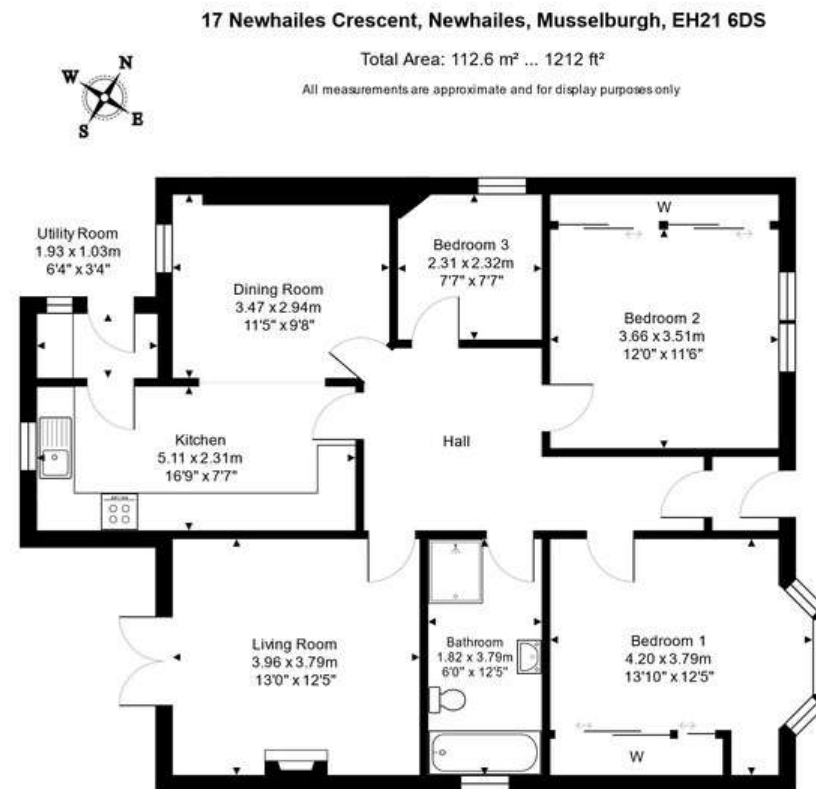 17 Newhailes Crescent, Newhailes, Musselburgh, EH21 6DS
Total Area: 112.6 m² ... 1212 ft²
All measurements are approximate and for display purposes only
W
N
S
E
Utility Room
1.93 x 1.03m
6'4" x 3'4"
Dining Room
3.47 x 2.94m
11'5" x 9'8"
Bedroom 3
2.31 x 2.32m
7'7" x 7'7"
W
Bedroom 2
3.66 x 3.51m
12'0" x 11'6"
Kitchen
5.11 x 2.31m
16'9" x 7'7"
Hall
Living Room
3.96 x 3.79m
13'0" x 12'5"
Bathroom
1.82 x 3.79m
6'0" x 12'5"
Bedroom 1
4.20 x 3.79m
13'10" x 12'5"
W